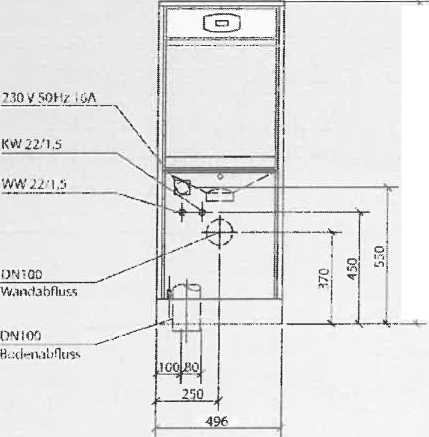 230 V 50Hz 16A
KW 22/1,5
WW 22/1,5
DN100
Wandabfluss
DN100
Bodenabfluss
370
450
550
100
80
250
496